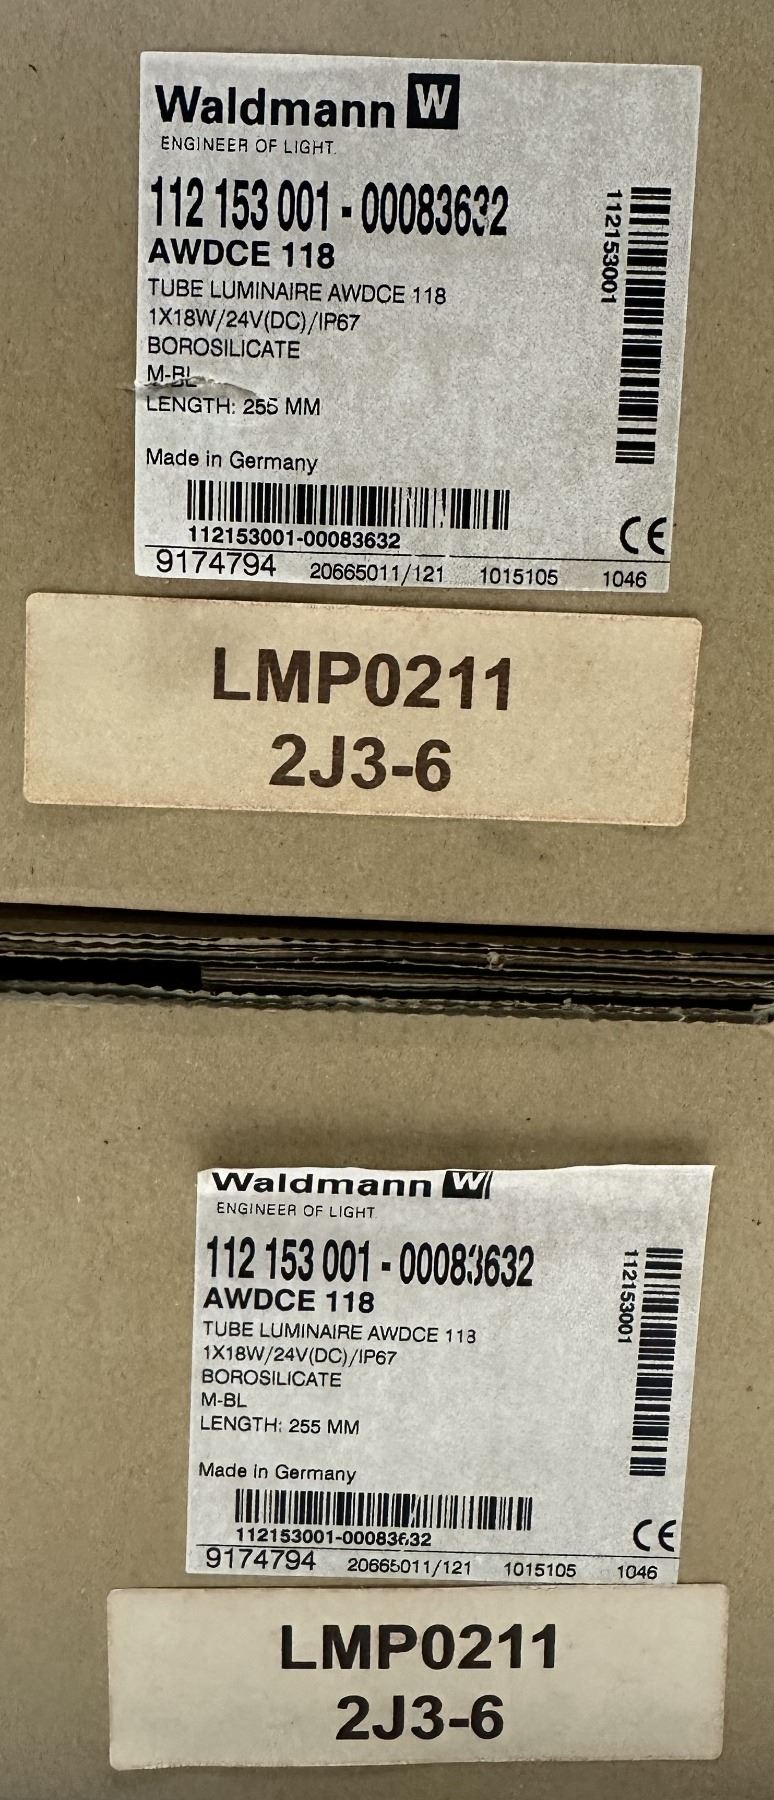 Waldmann W
ENGINEER OF LIGHT.
112 153 001 - 00083632
AWDCE 118
TUBE LUMINAIRE AWDCE 118
1X18W/24V(DC)/IP67
BOROSILICATE
M-BL
LENGTH: 255 MM
Made in Germany
112153001
112153001-00083632
CE
9174794 20665011/121 1015105 1046
LMP0211
2J3-6
Waldmann W
ENGINEER OF LIGHT
112 153 001 - 00083632
AWDCE 118
TUBE LUMINAIRE AWDCE 118
1X18W/24V(DC)/IP67
BOROSILICATE
M-BL
LENGTH: 255 MM
Made in Germany
112153001
112153001-00083632
CE
9174794 20665011/121 1015105 1046
LMP0211
2J3-6